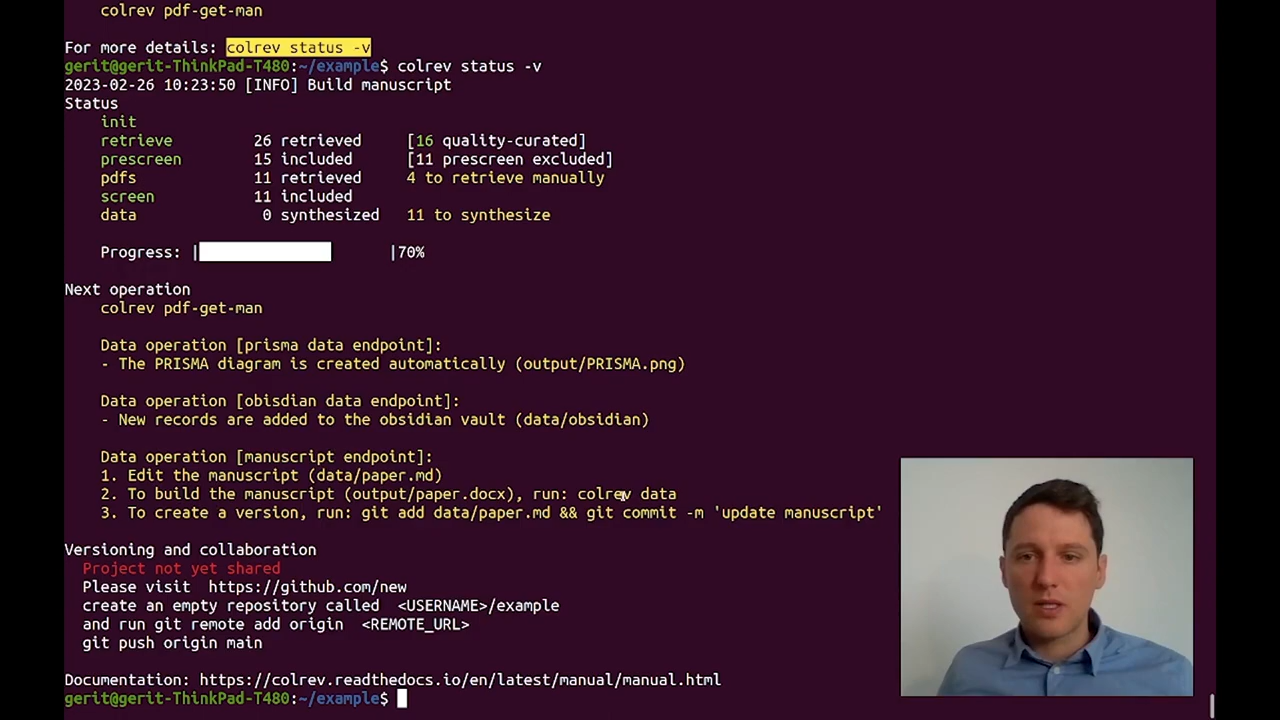 colrev pdf-get-man
For more details: colrev status -v
gerit@gerit-ThinkPad-T480:~/example$ colrev status -v
2023-02-26 10:23:50 [INFO] Build manuscript
Status
init
retrieve 26 retrieved [16 quality-curated]
prescreen 15 included [11 prescreen excluded]
pdfs 11 retrieved 4 to retrieve manually
screen 11 included
data 0 synthesized 11 to synthesize
Progress: | |70%
Next operation
colrev pdf-get-man
Data operation [prisma data endpoint]:
- The PRISMA diagram is created automatically (output/PRISMA.png)
Data operation [obisdian data endpoint]:
- New records are added to the obsidian vault (data/obsidian)
Data operation [manuscript endpoint]:
1. Edit the manuscript (data/paper.md)
2. To build the manuscript (output/paper.docx), run: colrev data
3. To create a version, run: git add data/paper.md && git commit -m 'update manuscript'
Versioning and collaboration
Project not yet shared
Please visit https://github.com/new
create an empty repository called <USERNAME>/example
and run git remote add origin <REMOTE_URL>
git push origin main
Documentation: https://colrev.readthedocs.io/en/latest/manual/manual.html
gerit@gerit-ThinkPad-T480:~/example$